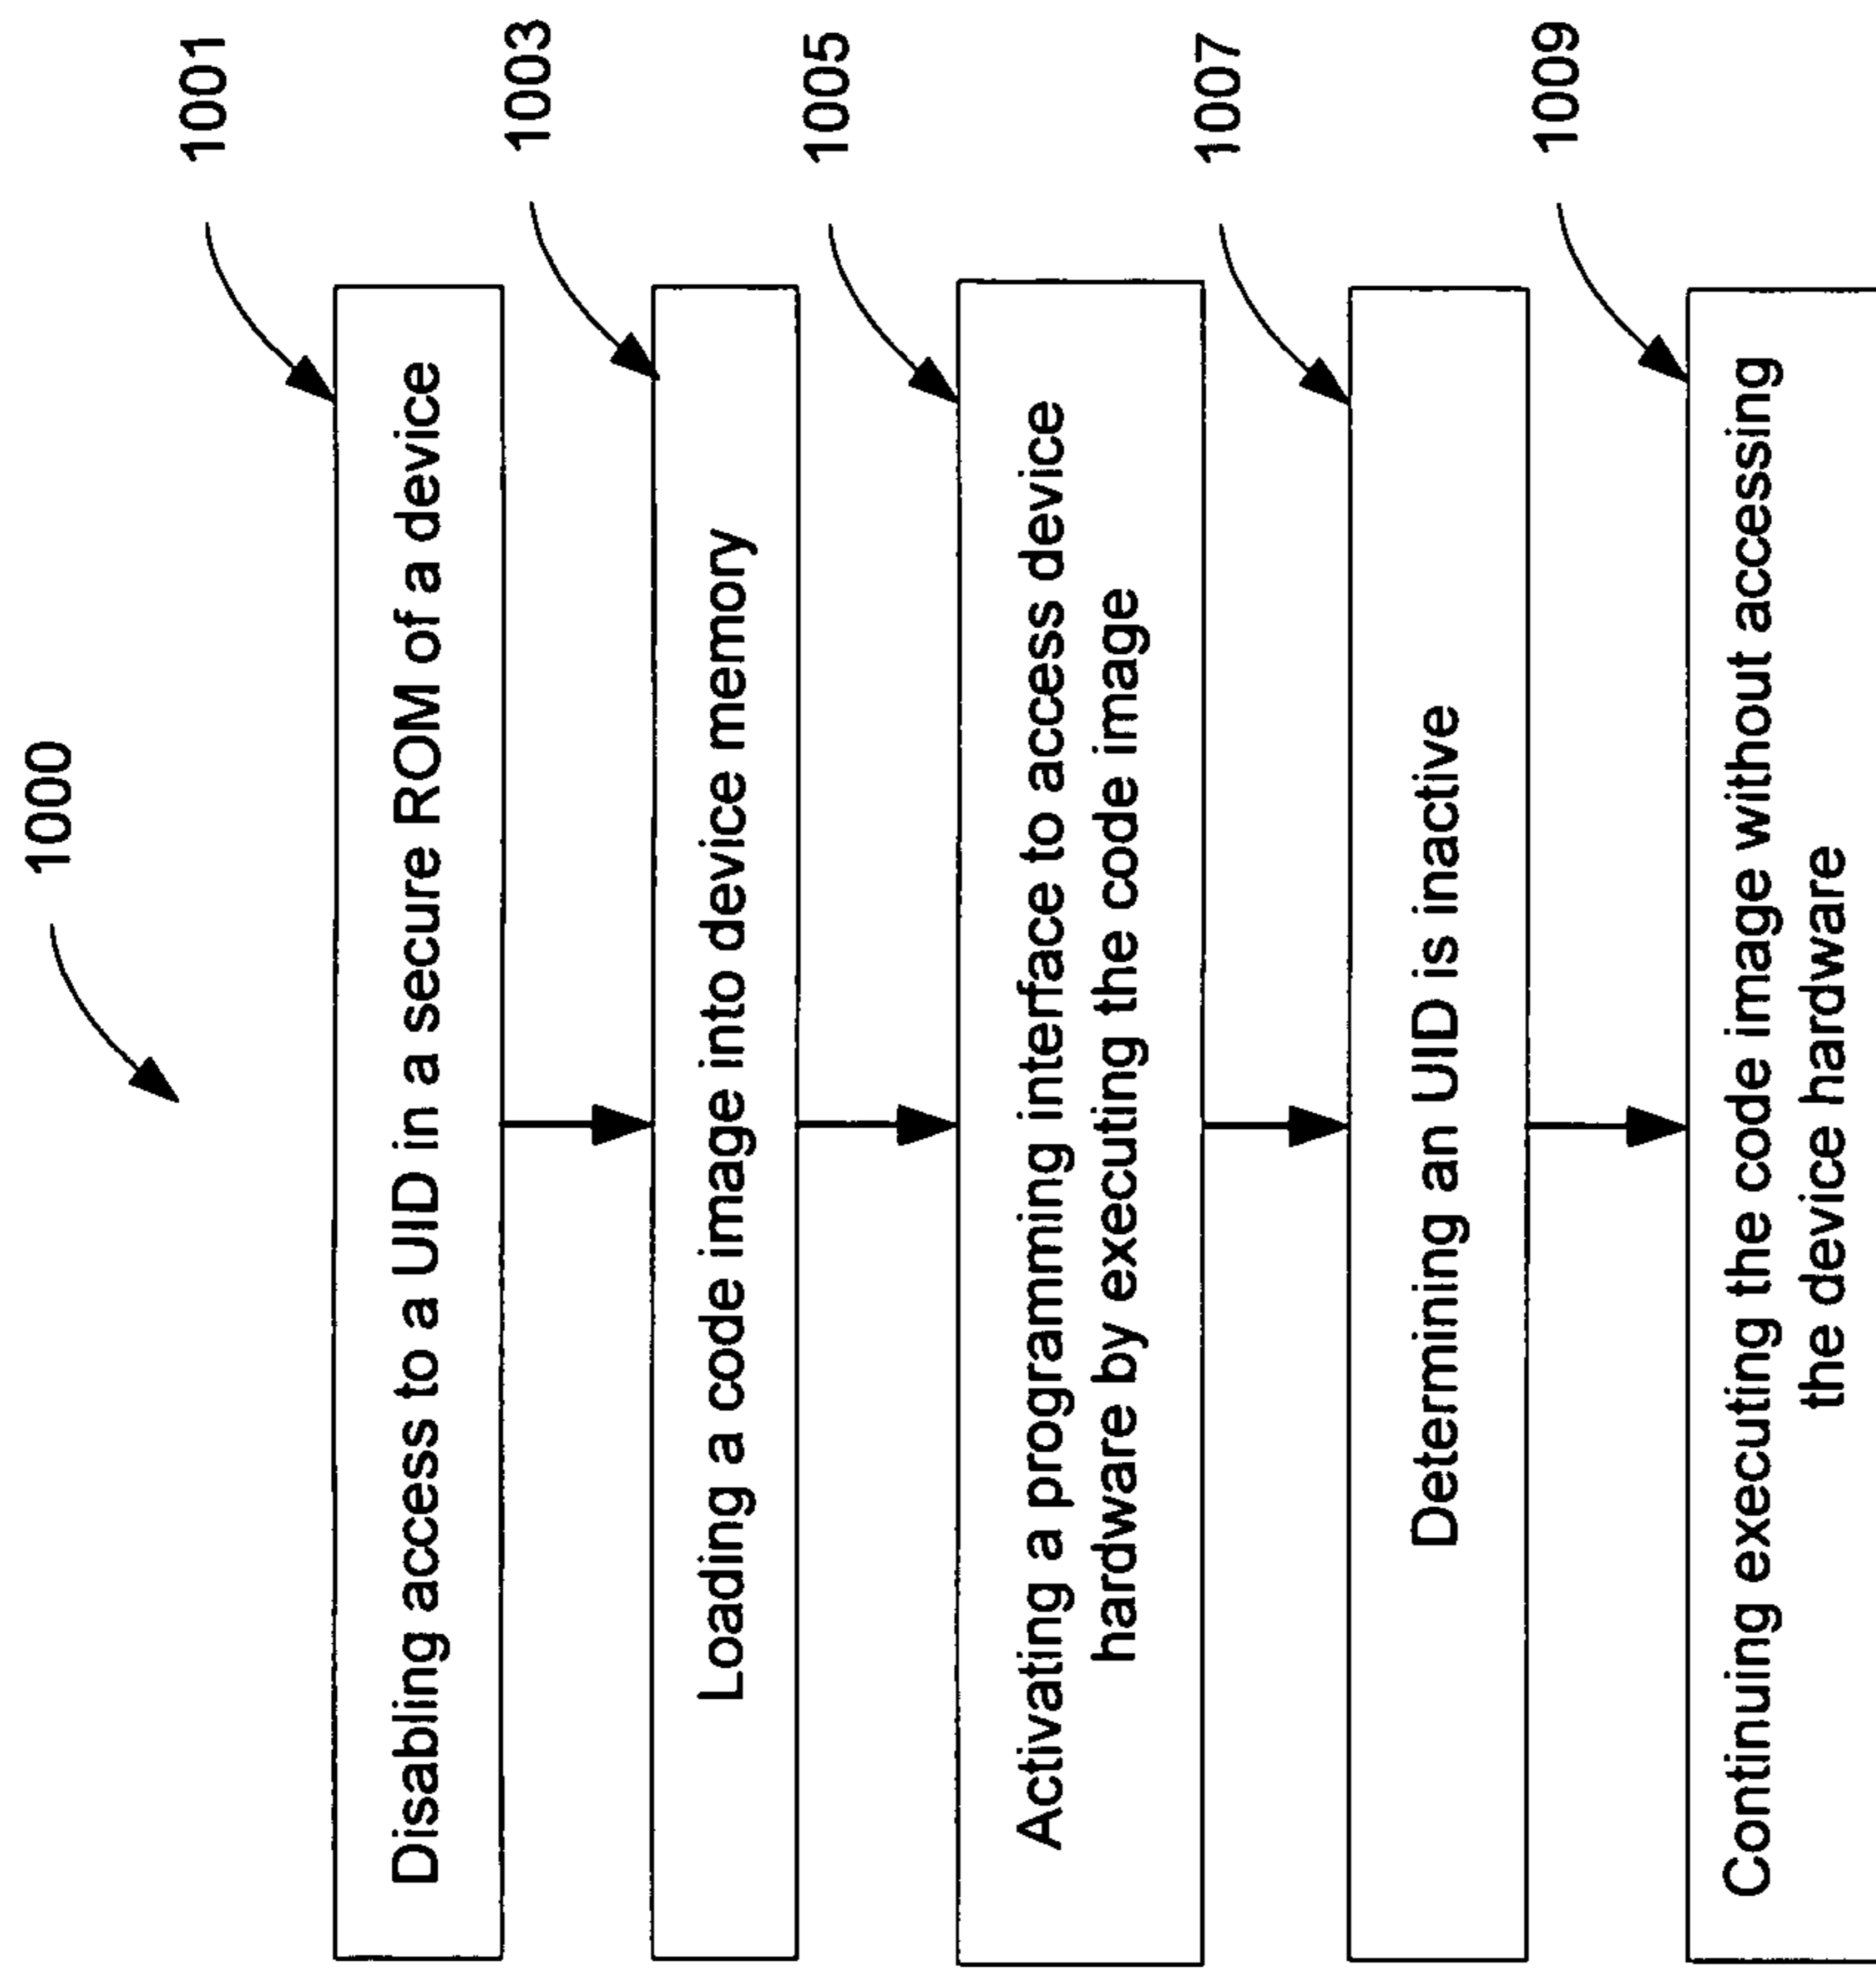 1000
1001
Disabling access to a UID in a secure ROM of a device
1003
Loading a code image into device memory
1005
Activating a programming interface to access device
hardware by executing the code image
1007
Determining an UID is inactive
1009
Continuing executing the code image without accessing
the device hardware